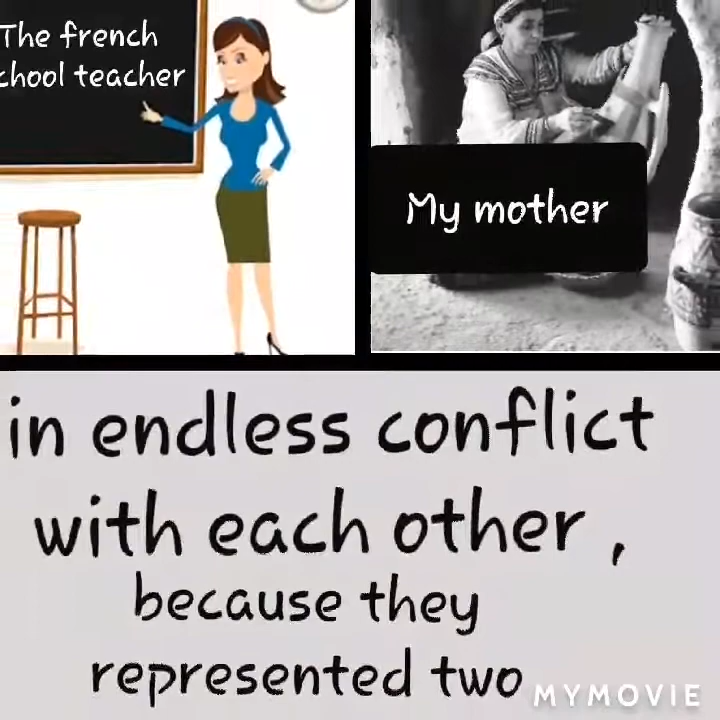 The french
chool teacher
My mother
in endless conflict
with each other ,
because they
represented two
MYMOVIE